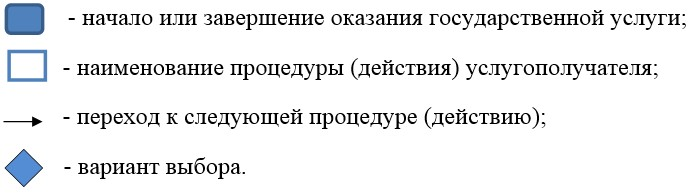 - начало или завершение оказания государственной услуги;
- наименование процедуры (действия) услугополучателя;
- переход к следующей процедуре (действию);
- вариант выбора.